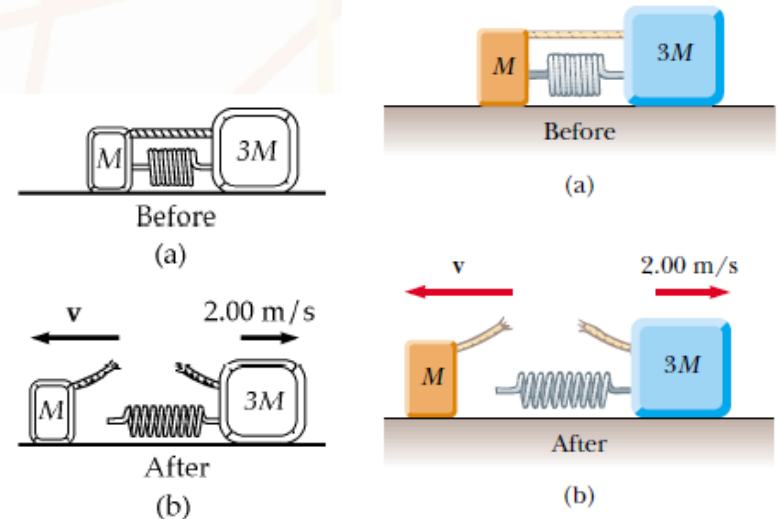 M 3M
Before
(a)
v 2.00 m/s
M 3M
After
(b)
M 3M
Before
(a)
v 2.00 m/s
M 3M
After
(b)